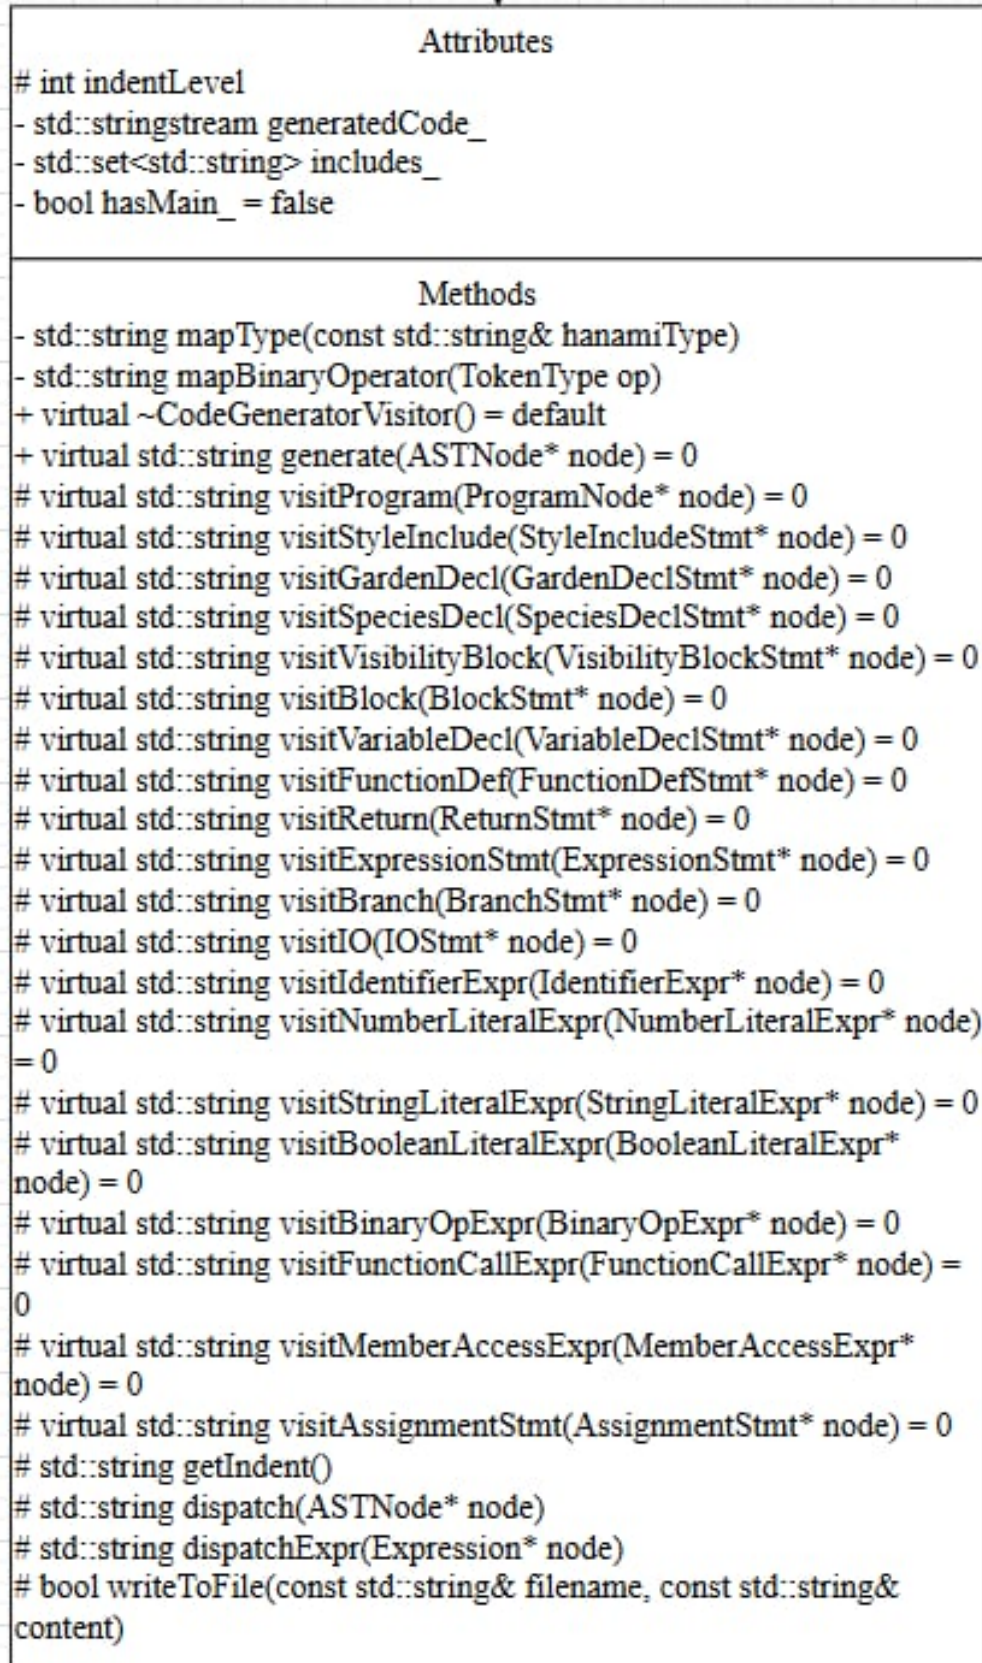 Attributes
# int indentLevel
- std::stringstream generatedCode_
- std::set<std::string> includes_
- bool hasMain_ = false
Methods
- std::string mapType(const std::string& hanamiType)
- std::string mapBinaryOperator(TokenType op)
+ virtual ~CodeGeneratorVisitor() = default
+ virtual std::string generate(ASTNode* node) = 0
# virtual std::string visitProgram(ProgramNode* node) = 0
# virtual std::string visitStyleInclude(StyleIncludeStmt* node) = 0
# virtual std::string visitGardenDecl(GardenDeclStmt* node) = 0
# virtual std::string visitSpeciesDecl(SpeciesDeclStmt* node) = 0
# virtual std::string visitVisibilityBlock(VisibilityBlockStmt* node) = 0
# virtual std::string visitBlock(BlockStmt* node) = 0
# virtual std::string visitVariableDecl(VariableDeclStmt* node) = 0
# virtual std::string visitFunctionDef(FunctionDefStmt* node) = 0
# virtual std::string visitReturn(ReturnStmt* node) = 0
# virtual std::string visitExpressionStmt(ExpressionStmt* node) = 0
# virtual std::string visitBranch(BranchStmt* node) = 0
# virtual std::string visitIO(IOStmt* node) = 0
# virtual std::string visitIdentifierExpr(IdentifierExpr* node) = 0
# virtual std::string visitNumberLiteralExpr(NumberLiteralExpr* node)
= 0
# virtual std::string visitStringLiteralExpr(StringLiteralExpr* node) = 0
# virtual std::string visitBooleanLiteralExpr(BooleanLiteralExpr*
node) = 0
# virtual std::string visitBinaryOpExpr(BinaryOpExpr* node) = 0
# virtual std::string visitFunctionCallExpr(FunctionCallExpr* node) =
0
# virtual std::string visitMemberAccessExpr(MemberAccessExpr*
node) = 0
# virtual std::string visitAssignmentStmt(AssignmentStmt* node) = 0
# std::string getIndent()
# std::string dispatch(ASTNode* node)
# std::string dispatchExpr(Expression* node)
# bool writeToFile(const std::string& filename, const std::string&
content)